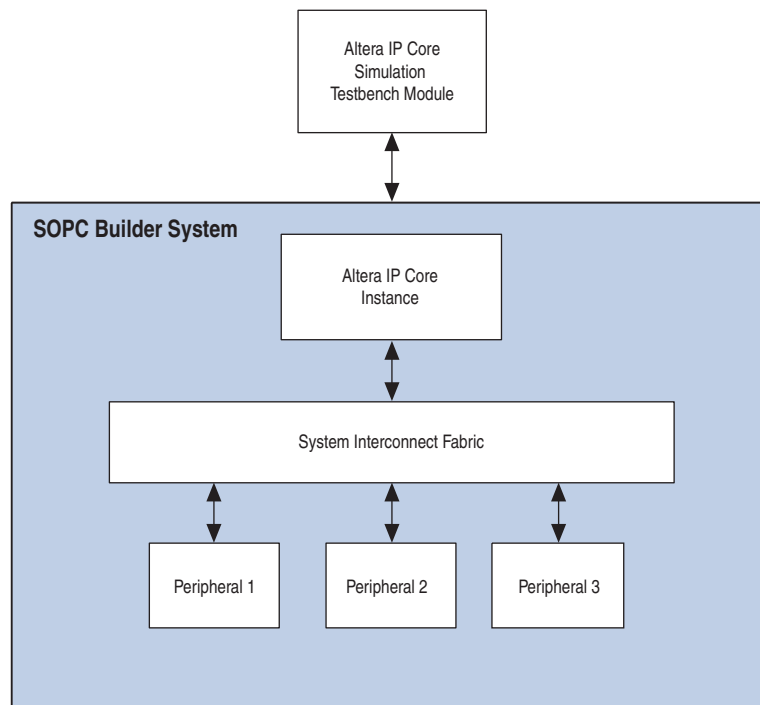 Altera IP Core
Simulation
Testbench Module
SOPC Builder System
Altera IP Core
Instance
System Interconnect Fabric
Peripheral 1
Peripheral 2
Peripheral 3